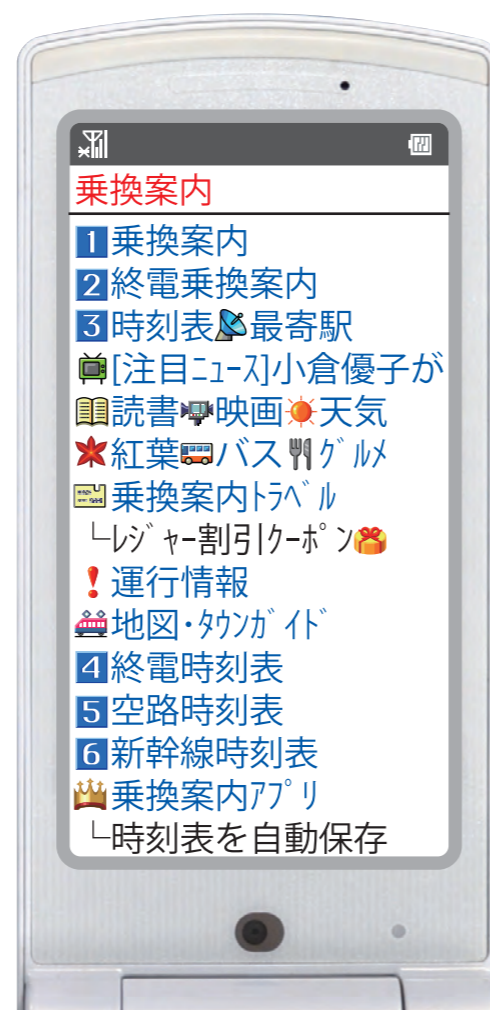 乗換案内
1乗換案内
2終電乗換案内
3時刻表📡最寄駅
📺[注目ﾆｭｰｽ]小倉優子が
📖読書🎥映画☀天気
🍁紅葉🚌バス🍴ｸﾞﾙﾒ
🎫乗換案内ﾄﾗﾍﾞﾙ
└ﾚｼﾞｬｰ割引ｸｰﾎﾟﾝ🎁
❗運行情報
🚋地図･ﾀｳﾝｶﾞｲﾄﾞ
4終電時刻表
5空路時刻表
6新幹線時刻表
👑乗換案内ｱﾌﾟﾘ
└時刻表を自動保存